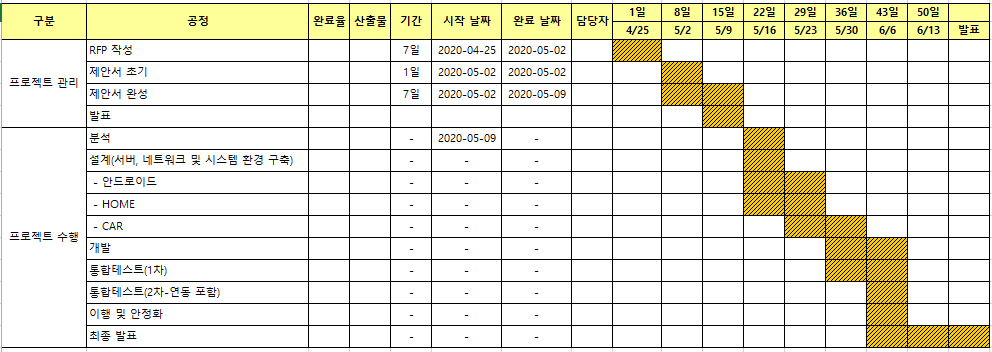 구분 공정 완료율 산출물 기간 시작 날짜 완료 날짜 담당자 1일 8일 15일 22일 29일 36일 43일 50일
4/25 5/2 5/9 5/16 5/23 5/30 6/6 6/13 발표
프로젝트 관리
RFP 작성 7일 2020-04-25 2020-05-02
제안서 초기 1일 2020-05-02 2020-05-02
제안서 완성 7일 2020-05-02 2020-05-09
발표
프로젝트 수행
분석 - 2020-05-09 -
설계(서버, 네트워크 및 시스템 환경 구축) - - -
- 안드로이드 - - -
- HOME - - -
- CAR - - -
개발 - - -
통합테스트(1차) - - -
통합테스트(2차-연동 포함) - - -
이행 및 안정화 - - -
최종 발표 - - -